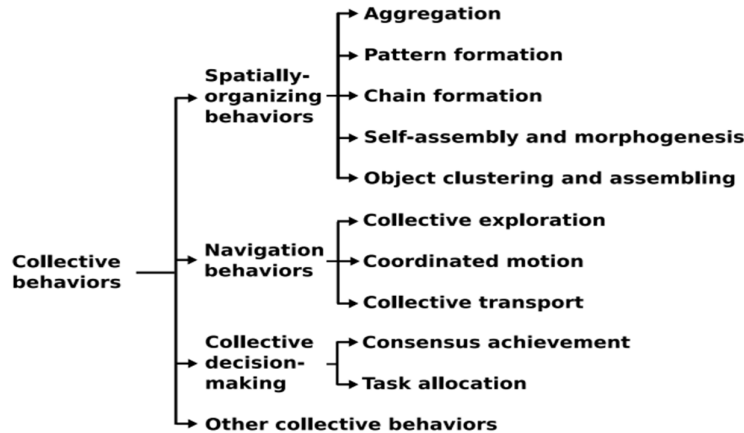 Collective
behaviors
Spatially-
organizing
behaviors
Aggregation
Pattern formation
Chain formation
Self-assembly and morphogenesis
Object clustering and assembling
Navigation
behaviors
Collective exploration
Coordinated motion
Collective transport
Collective
decision-
making
Consensus achievement
Task allocation
Other collective behaviors